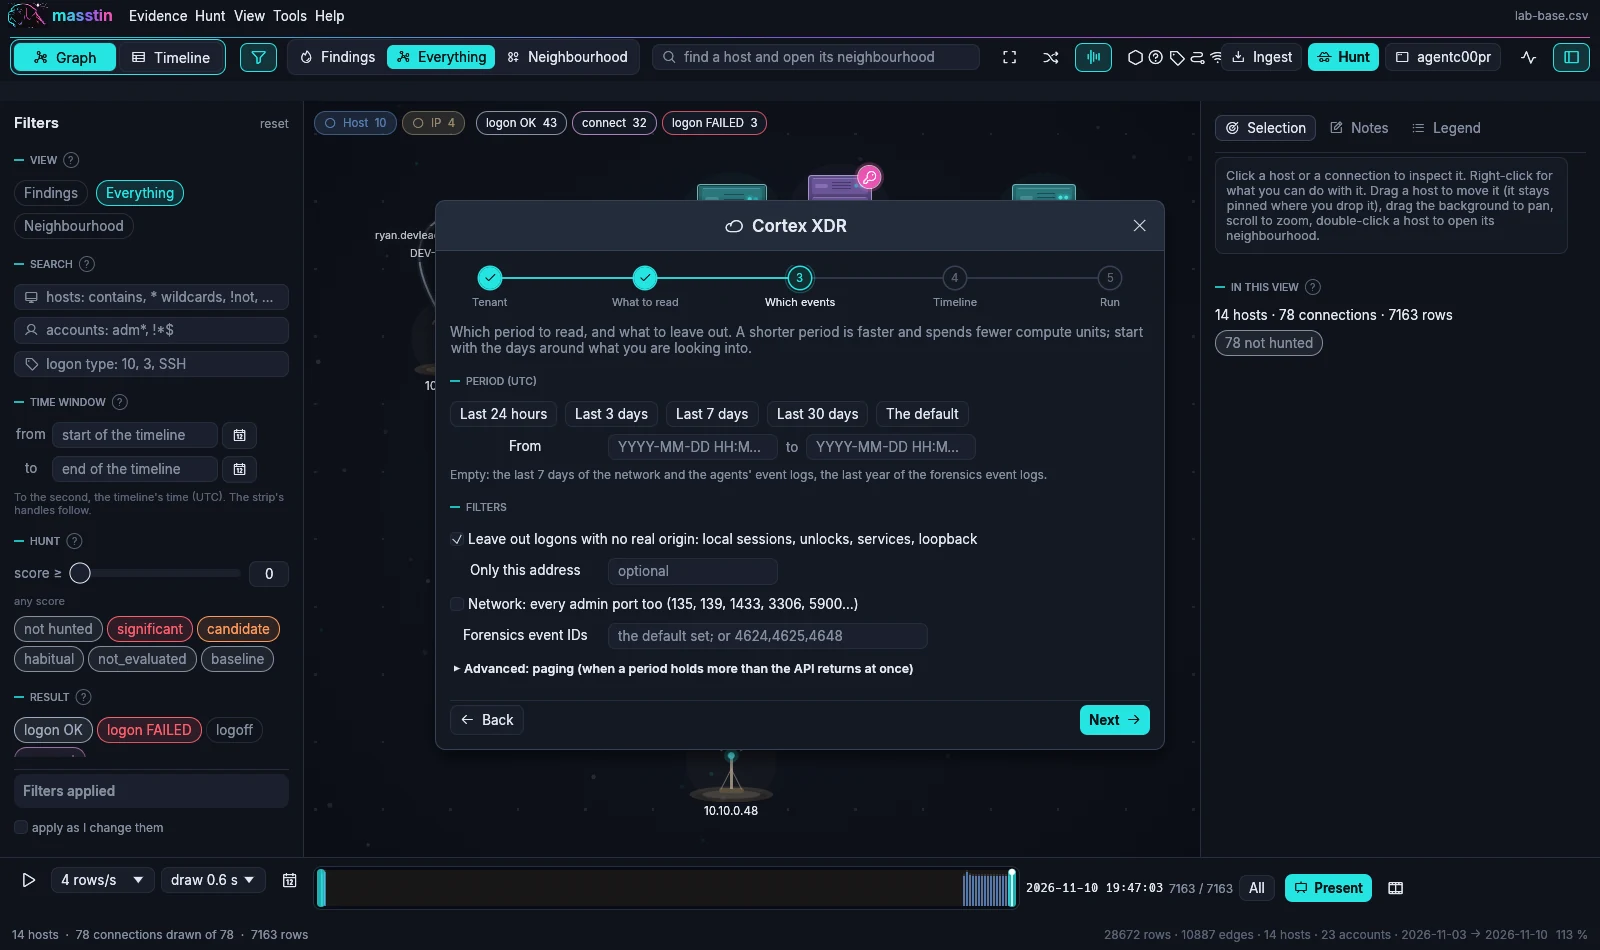 masstin Evidence Hunt View Tools Help lab-base.csv
Graph Timeline Findings Everything Neighbourhood find a host and open its neighbourhood Ingest Hunt agentc00pr
Filters reset
VIEW ?
Findings Everything
Neighbourhood
SEARCH ?
hosts: contains, * wildcards, !not, ...
accounts: adm*, !*$
logon type: 10, 3, SSH
TIME WINDOW ?
from start of the timeline
to end of the timeline
To the second, the timeline's time (UTC). The strip's
handles follow.
HUNT ?
score ≥ 0
any score
not hunted significant candidate
habitual not_evaluated baseline
RESULT ?
logon OK logon FAILED logoff
Filters applied
apply as I change them
Host 10 IP 4 logon OK 43 connect 32 logon FAILED 3
ryan.devlea
DEV-
10
Cortex XDR
3 4 5
Tenant What to read Which events Timeline Run
Which period to read, and what to leave out. A shorter period is faster and spends fewer compute units; start
with the days around what you are looking into.
PERIOD (UTC)
Last 24 hours Last 3 days Last 7 days Last 30 days The default
From YYYY-MM-DD HH:M... to YYYY-MM-DD HH:M...
Empty: the last 7 days of the network and the agents' event logs, the last year of the forensics event logs.
FILTERS
Leave out logons with no real origin: local sessions, unlocks, services, loopback
Only this address optional
Network: every admin port too (135, 139, 1433, 3306, 5900...)
Forensics event IDs the default set; or 4624,4625,4648
Advanced: paging (when a period holds more than the API returns at once)
Back Next
10.10.0.48
Selection Notes Legend
Click a host or a connection to inspect it. Right-click for
what you can do with it. Drag a host to move it (it stays
pinned where you drop it), drag the background to pan,
scroll to zoom, double-click a host to open its
neighbourhood.
IN THIS VIEW ?
14 hosts · 78 connections · 7163 rows
78 not hunted
4 rows/s draw 0.6 s 2026-11-10 19:47:03 7163 / 7163 All Present
14 hosts · 78 connections drawn of 78 · 7163 rows 28672 rows · 10887 edges · 14 hosts · 23 accounts · 2026-11-03 → 2026-11-10 113 %